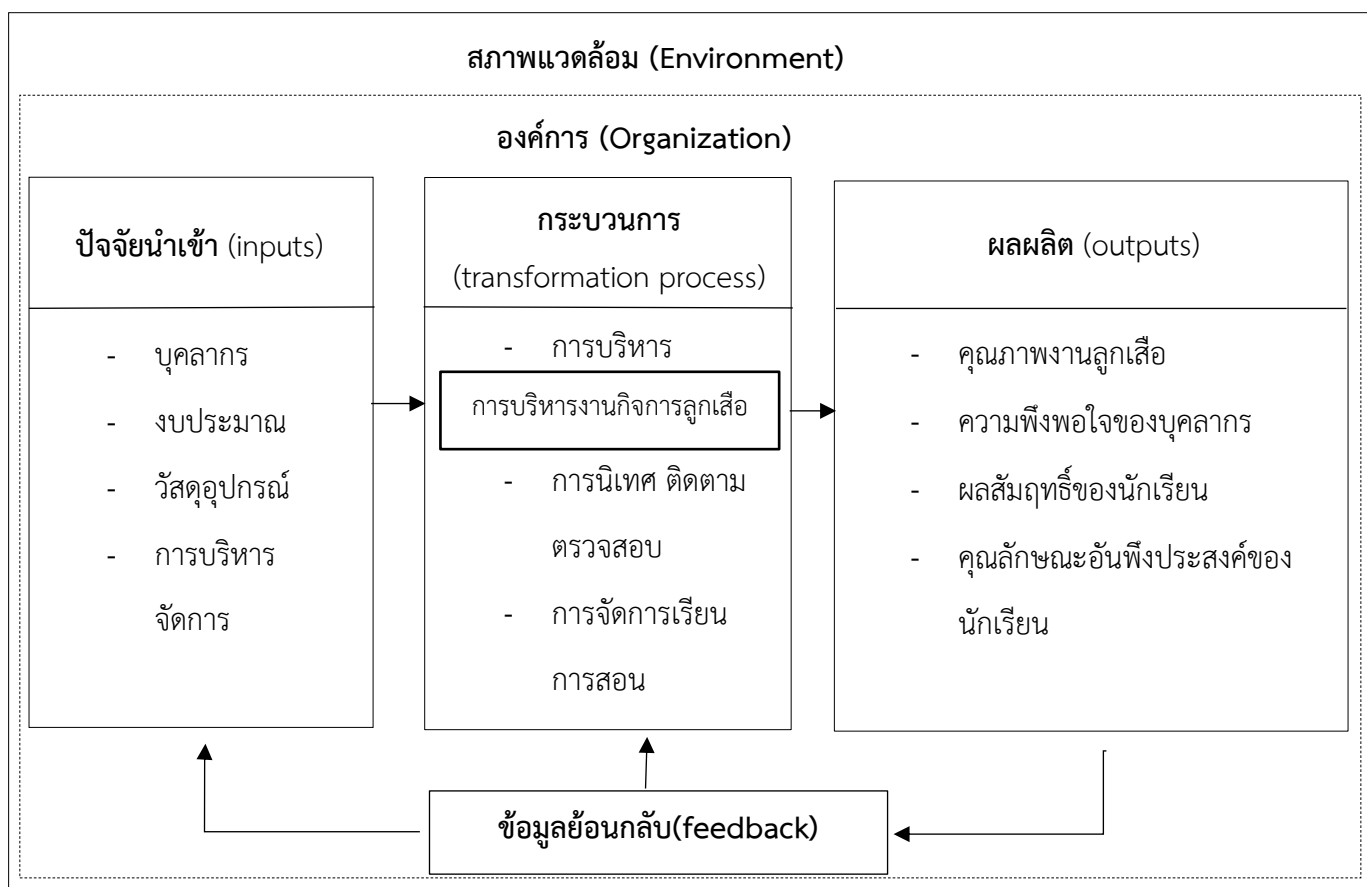 สภาพแวดล้อม (Environment)
องค์การ (Organization)
ปัจจัยนำเข้า (inputs)
- บุคลากร
- งบประมาณ
- วัสดุอุปกรณ์
- การบริหาร
จัดการ
กระบวนการ
(transformation process)
- การบริหาร
การบริหารงานกิจการลูกเสือ
- การนิเทศ ติดตาม
ตรวจสอบ
- การจัดการเรียน
การสอน
ผลผลิต (outputs)
- คุณภาพงานลูกเสือ
- ความพึงพอใจของบุคลากร
- ผลสัมฤทธิ์ของนักเรียน
- คุณลักษณะอันพึงประสงค์ของ
นักเรียน
ข้อมูลย้อนกลับ(feedback)